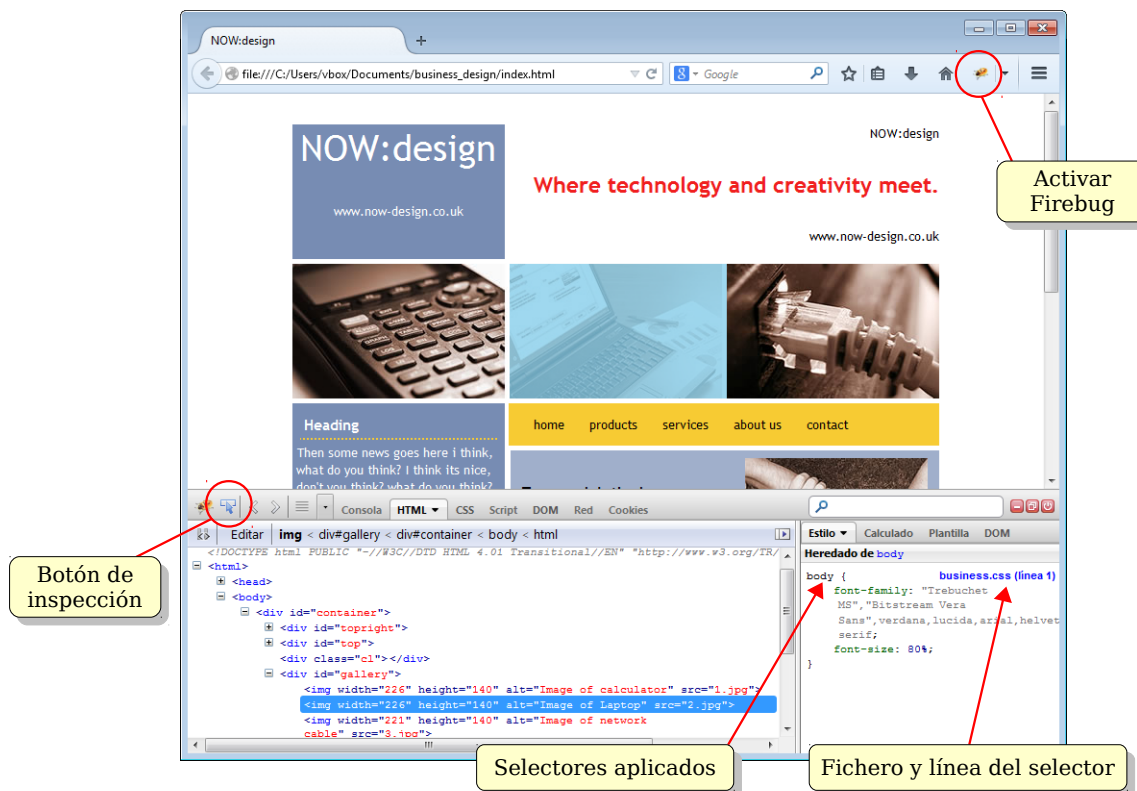 NOW:design
+
file:///C:/Users/vbox/Documents/business_design/index.html
Google
NOW:design
www.now-design.co.uk
NOW:design
Where technology and creativity meet.
www.now-design.co.uk
Activar
Firebug
Heading
Then some news goes here i think,
what do you think? I think its nice,
don't you think? what do you think?
home products services about us contact
Consola HTML CSS Script DOM Red Cookies
Editar img < div#gallery < div#container < body < html
<!DOCTYPE html PUBLIC "-//W3C//DTD HTML 4.01 Transitional//EN" "http://www.w3.org/TR/
<html>
<head>
<body>
<div id="container">
<div id="topright">
<div id="top">
<div class="cl"></div>
<div id="gallery">
<img width="226" height="140" alt="Image of calculator" src="1.jpg">
<img width="226" height="140" alt="Image of Laptop" src="2.jpg">
<img width="221" height="140" alt="Image of network
cable" src="3.jpg">
Estilo Calculado Plantilla DOM
Heredado de body
body { business.css (línea 1)
font-family: "Trebuchet
MS","Bitstream Vera
Sans",verdana,lucida,arial,helvet
serif;
font-size: 80%;
}
Botón de
inspección
Selectores aplicados
Fichero y línea del selector